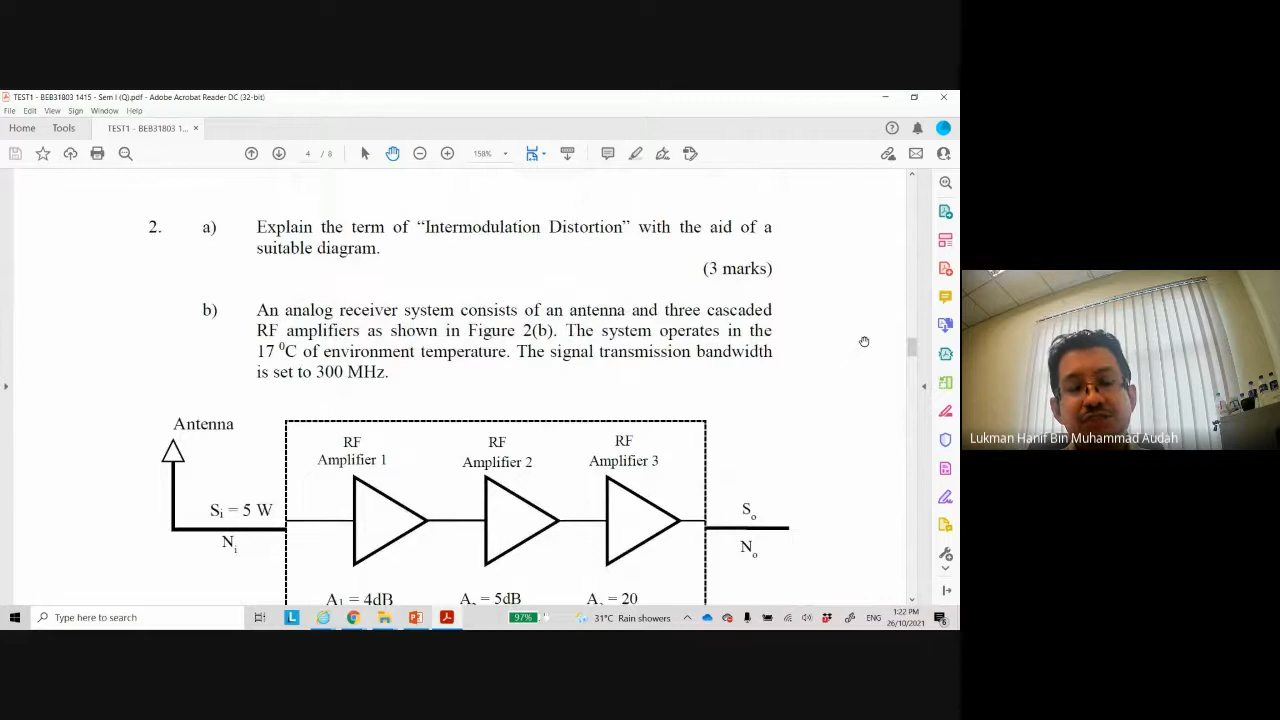 TEST1 - BEB31803 1415 - Sem I (Q).pdf - Adobe Acrobat Reader DC (32-bit)
File Edit View Sign Window Help
Home Tools TEST1 - BEB31803 1... ×
4 / 8 158%
2. a) Explain the term of “Intermodulation Distortion” with the aid of a
suitable diagram.
(3 marks)
b) An analog receiver system consists of an antenna and three cascaded
RF amplifiers as shown in Figure 2(b). The system operates in the
17 ⁰C of environment temperature. The signal transmission bandwidth
is set to 300 MHz.
Antenna
RF RF RF
Amplifier 1 Amplifier 2 Amplifier 3
Si = 5 W So
Ni No
A1 = 4dB A2 = 5dB A3 = 20
Lukman Hanif Bin Muhammad Audah
Type here to search L 97% 31°C Rain showers ENG 1:22 PM
26/10/2021 6